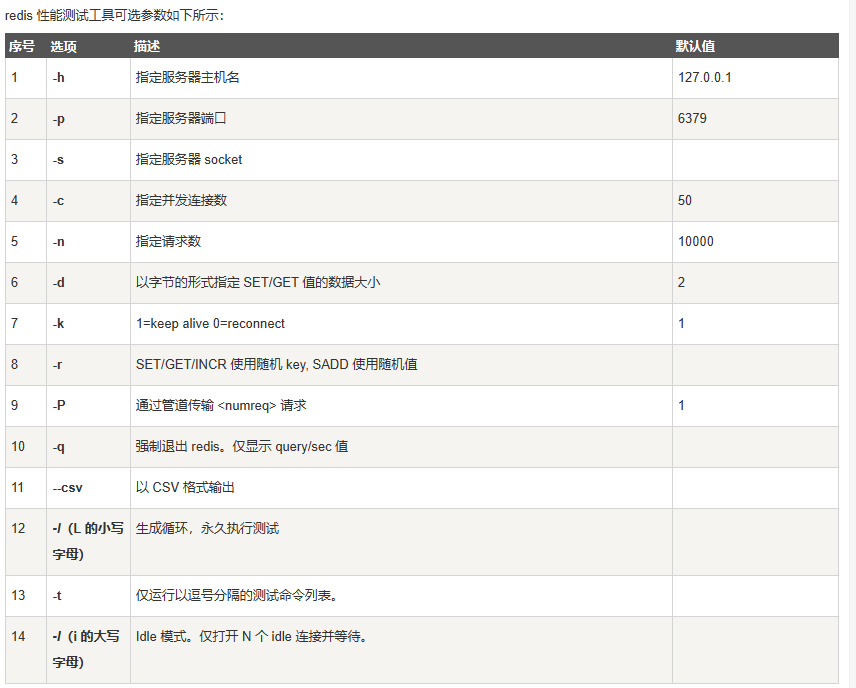 redis 性能测试工具可选参数如下所示：
序号 选项 描述 默认值
1 -h 指定服务器主机名 127.0.0.1
2 -p 指定服务器端口 6379
3 -s 指定服务器 socket
4 -c 指定并发连接数 50
5 -n 指定请求数 10000
6 -d 以字节的形式指定 SET/GET 值的数据大小 2
7 -k 1=keep alive 0=reconnect 1
8 -r SET/GET/INCR 使用随机 key, SADD 使用随机值
9 -P 通过管道传输 <numreq> 请求 1
10 -q 强制退出 redis。仅显示 query/sec 值
11 --csv 以 CSV 格式输出
12 -l（L 的小写 生成循环，永久执行测试
字母）
13 -t 仅运行以逗号分隔的测试命令列表。
14 -I（i 的大写 Idle 模式。仅打开 N 个 idle 连接并等待。
字母）